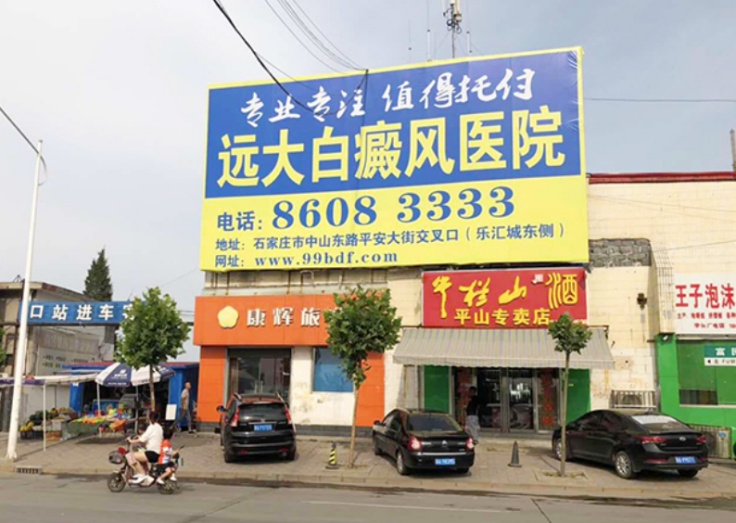 专业专注 值得托付
远大白癜风医院
电话：8608 3333
地址：石家庄市中山东路平安大街交叉口（乐汇城东侧）
网址：www.99bdf.com
牛栏山 酒
平山专卖店
康辉旅
口站进车
王子泡沫